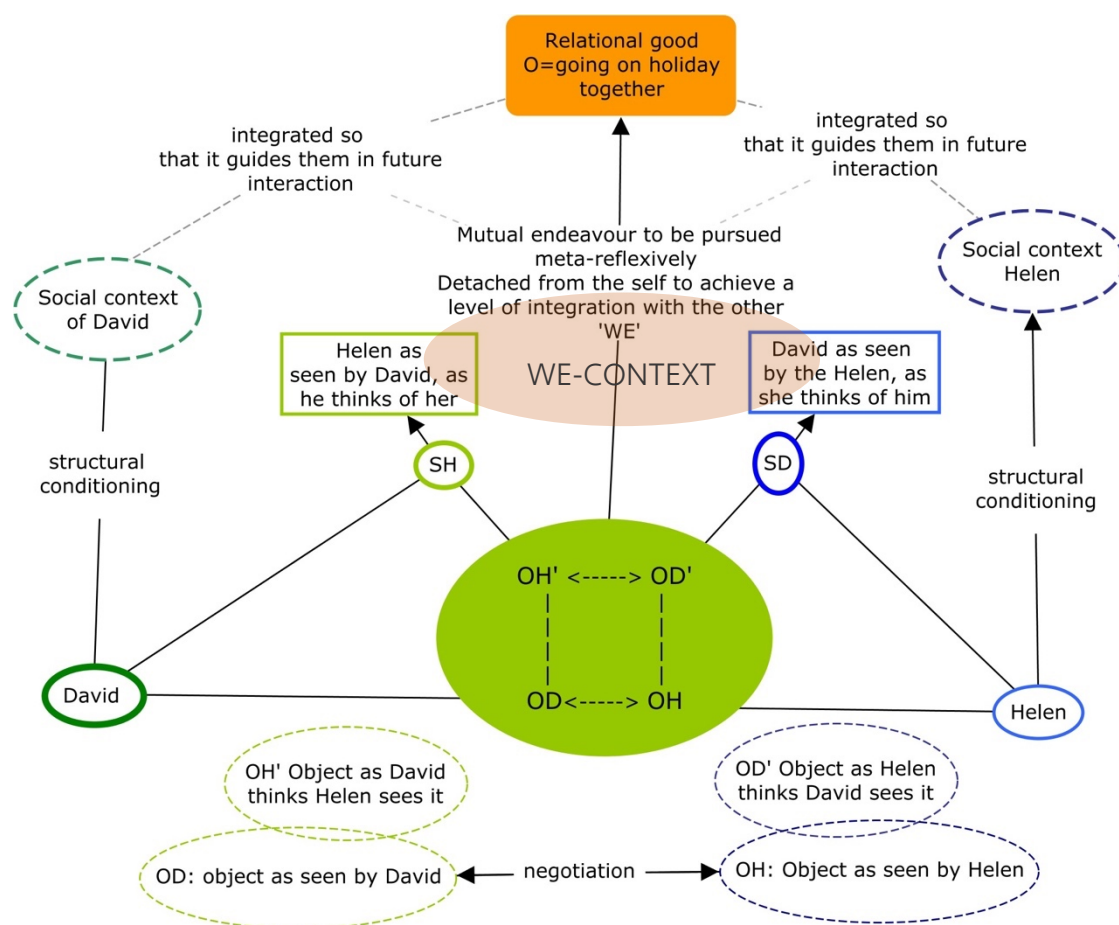 Relational good
O=going on holiday
together
integrated so
that it guides them in future
interaction
integrated so
that it guides them in future
interaction
Mutual endeavour to be pursued
meta-reflexively
Detached from the self to achieve a
level of integration with the other
'WE'
WE-CONTEXT
Social context
of David
Social context
Helen
Helen as
seen by David, as
he thinks of her
David as seen
by the Helen, as
she thinks of him
SH
SD
structural
conditioning
structural
conditioning
OH' <-----> OD'
OD<-----> OH
David
Helen
OH' Object as David
thinks Helen sees it
OD' Object as Helen
thinks David sees it
OD: object as seen by David
negotiation
OH: Object as seen by Helen